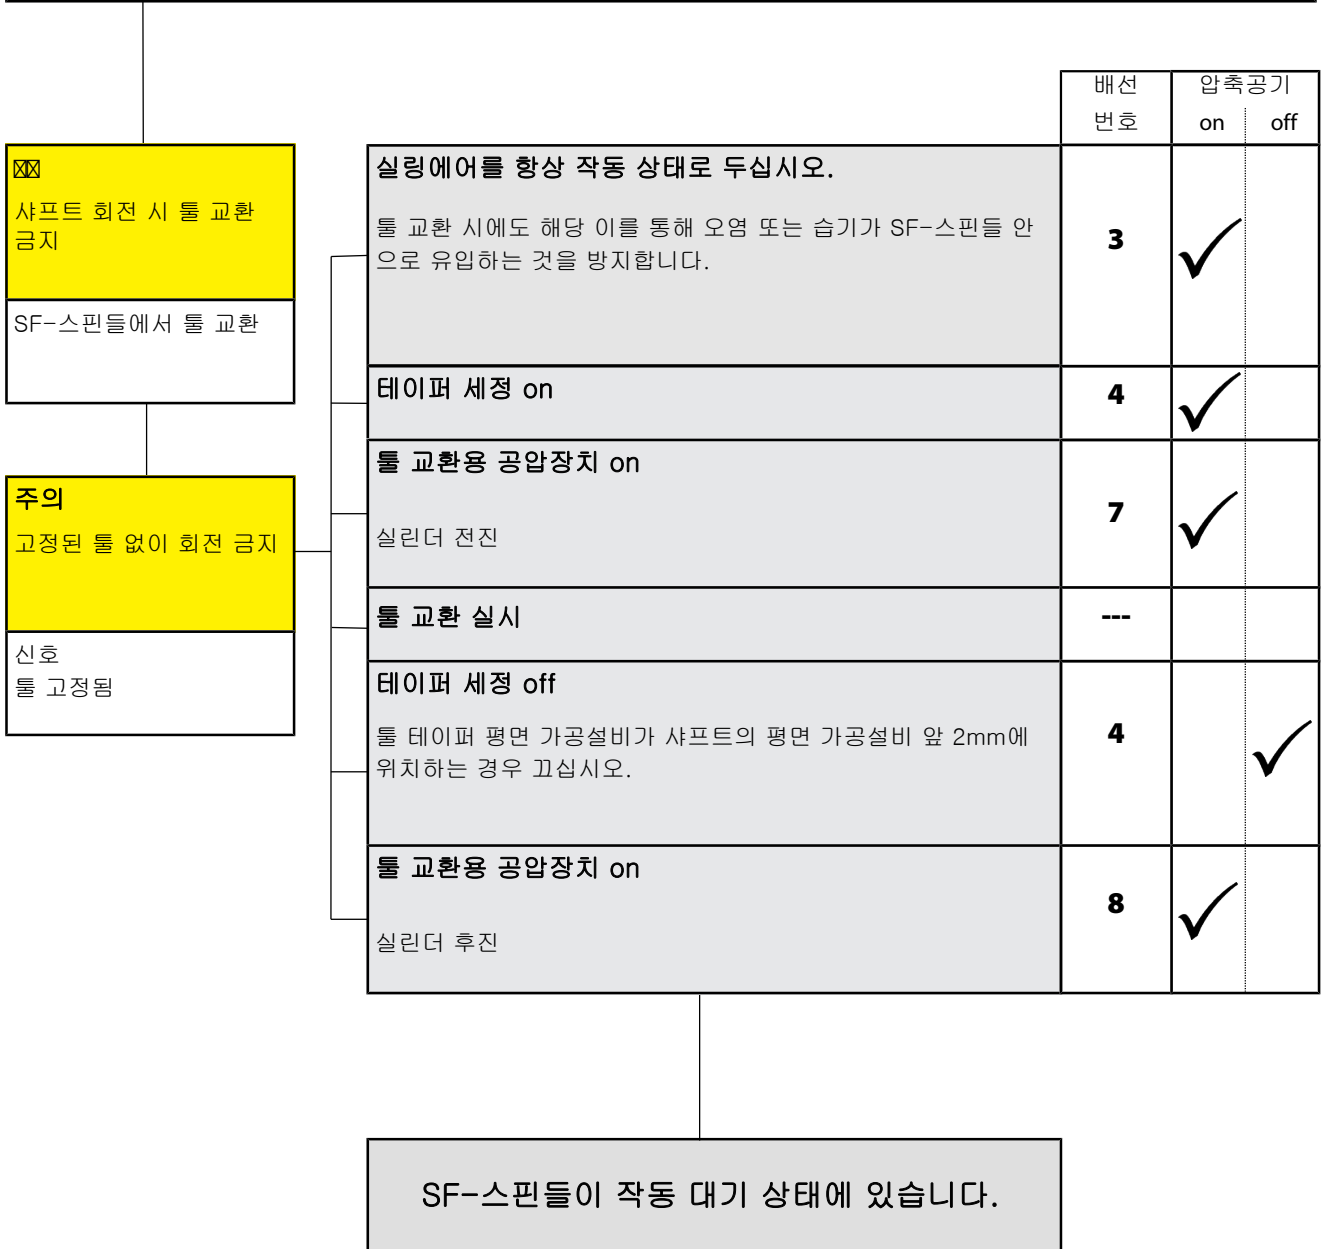 배선 번호
압축공기
on off
샤프트 회전 시 툴 교환
금지
SF-스핀들에서 툴 교환
주의
고정된 툴 없이 회전 금지
신호
툴 고정됨
실링에어를 항상 작동 상태로 두십시오.
툴 교환 시에도 해당 이를 통해 오염 또는 습기가 SF-스핀들 안
으로 유입하는 것을 방지합니다.
3
테이퍼 세정 on
4
툴 교환용 공압장치 on
실린더 전진
7
툴 교환 실시
---
테이퍼 세정 off
툴 테이퍼 평면 가공설비가 샤프트의 평면 가공설비 앞 2mm에
위치하는 경우 끄십시오.
4
툴 교환용 공압장치 on
실린더 후진
8
SF-스핀들이 작동 대기 상태에 있습니다.